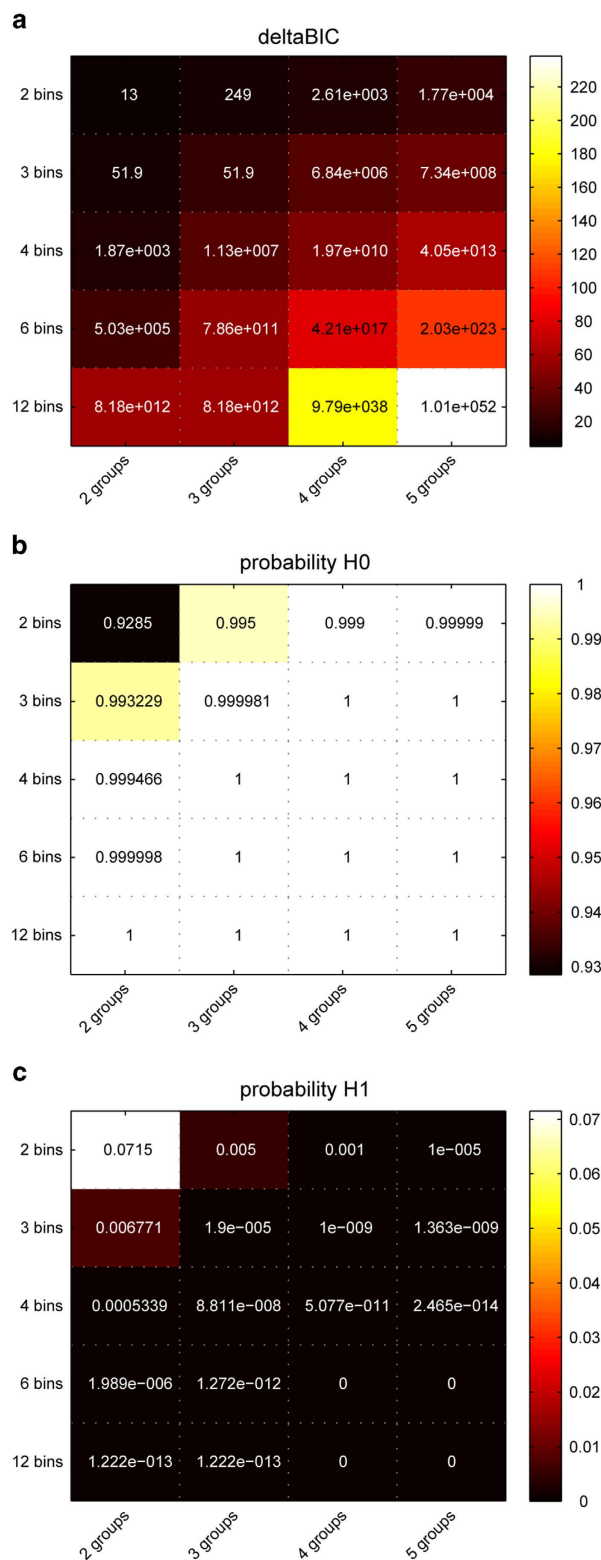 a
deltaBIC
2 bins 13 249 2.61e+003 1.77e+004
3 bins 51.9 51.9 6.84e+006 7.34e+008
4 bins 1.87e+003 1.13e+007 1.97e+010 4.05e+013
6 bins 5.03e+005 7.86e+011 4.21e+017 2.03e+023
12 bins 8.18e+012 8.18e+012 9.79e+038 1.01e+052
2 groups 3 groups 4 groups 5 groups
220
200
180
160
140
120
100
80
60
40
20
b
probability H0
2 bins 0.9285 0.995 0.999 0.99999
3 bins 0.993229 0.999981 1 1
4 bins 0.999466 1 1 1
6 bins 0.999998 1 1 1
12 bins 1 1 1 1
2 groups 3 groups 4 groups 5 groups
1
0.99
0.98
0.97
0.96
0.95
0.94
0.93
c
probability H1
2 bins 0.0715 0.005 0.001 1e−005
3 bins 0.006771 1.9e−005 1e−009 1.363e−009
4 bins 0.0005339 8.811e−008 5.077e−011 2.465e−014
6 bins 1.989e−006 1.272e−012 0 0
12 bins 1.222e−013 1.222e−013 0 0
2 groups 3 groups 4 groups 5 groups
0.07
0.06
0.05
0.04
0.03
0.02
0.01
0